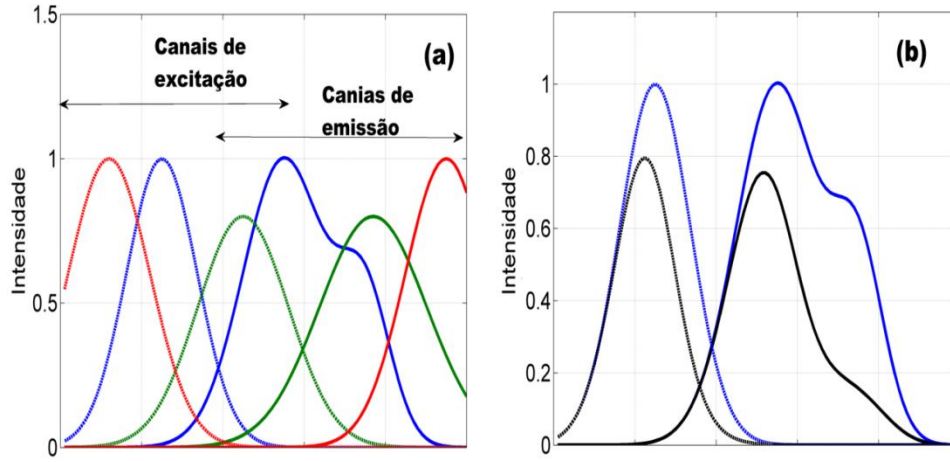 1.5
Canais de
excitação
(a)
Canias de
emissão
1
0.5
0
Intensidade
(b)
1
0.8
0.6
0.4
0.2
0
Intensidade